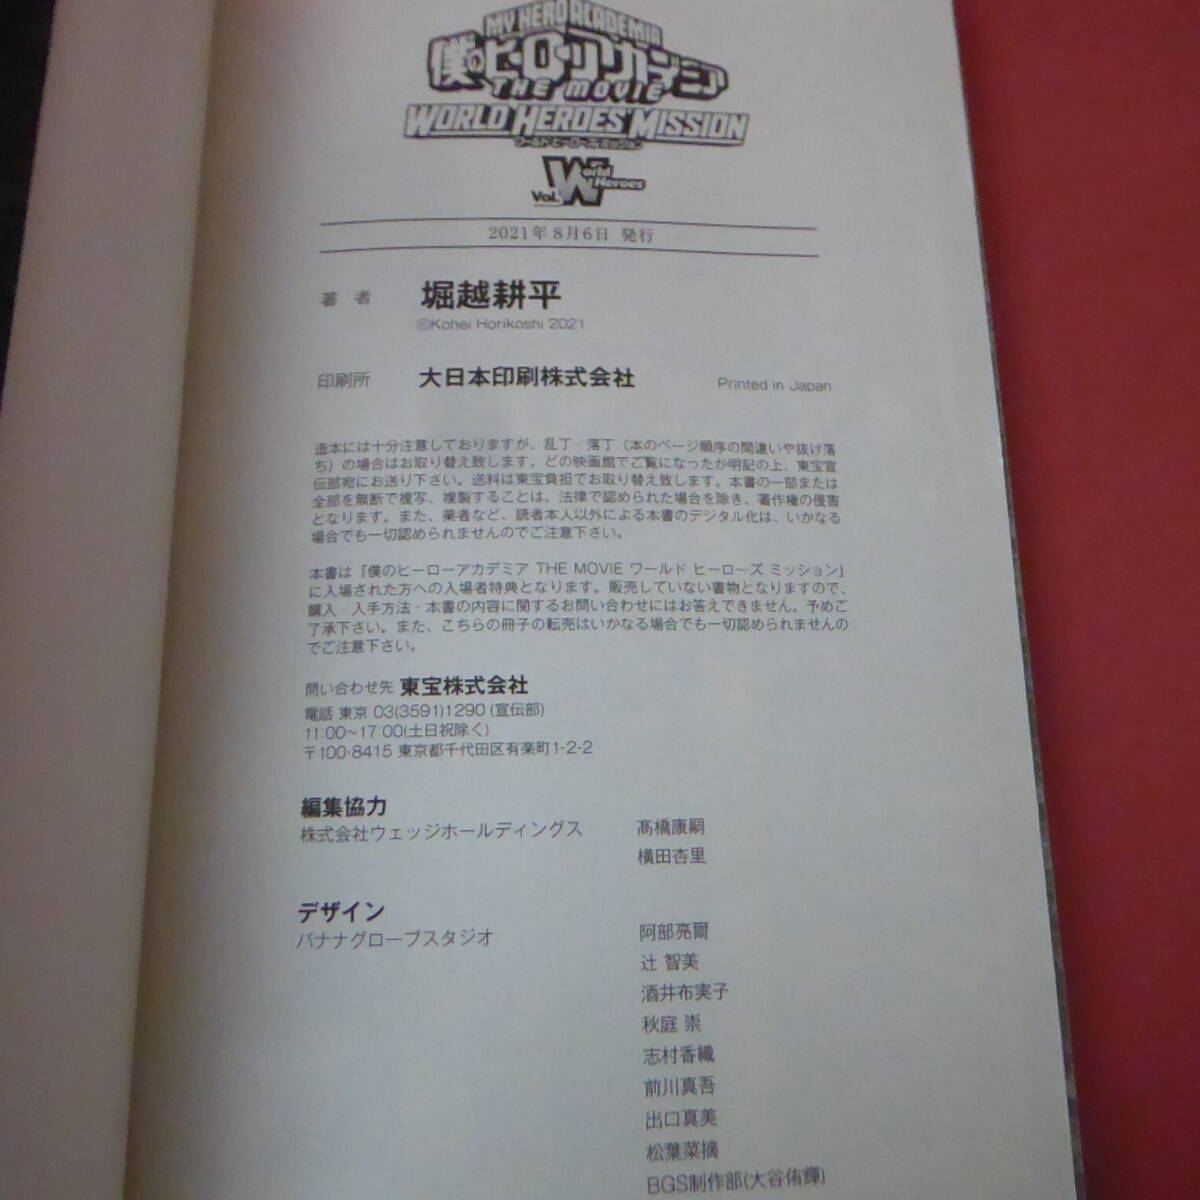 MY HERO ACADEMIA
僕のヒーローアカデミア
THE MOVIE
WORLD HEROES' MISSION
ワールド ヒーローズ ミッション
Vol. World Heroes
2021年8月6日 発行
著 者 堀越耕平
©Kohei Horikoshi 2021
印刷所 大日本印刷株式会社 Printed in Japan
造本には十分注意しておりますが、乱丁・落丁(本のページ順序の間違いや抜け落
ち)の場合はお取り替え致します。どの映画館でご覧になったか明記の上、東宝宣
伝部宛にお送り下さい。送料は東宝負担でお取り替え致します。本書の一部または
全部を無断で複写、複製することは、法律で認められた場合を除き、著作権の侵害
となります。また、業者など、読者本人以外による本書のデジタル化は、いかなる
場合でも一切認められませんのでご注意下さい。
本書は「僕のヒーローアカデミア THE MOVIE ワールド ヒーローズ ミッション」
に入場された方への入場者特典となります。販売していない書物となりますので、
購入・入手方法・本書の内容に関するお問い合わせにはお答えできません。予めご
了承下さい。また、こちらの冊子の転売はいかなる場合でも一切認められませんの
でご注意下さい。
問い合わせ先 東宝株式会社
電話 東京 03(3591)1290 (宣伝部)
11:00~17:00(土日祝除く)
〒100-8415 東京都千代田区有楽町1-2-2
編集協力
株式会社ウェッジホールディングス 髙橋康嗣
横田杏里
デザイン
バナナグローブスタジオ 阿部亮爾
辻 智美
酒井布実子
秋庭 崇
志村香織
前川真吾
出口真美
松葉菜摘
BGS制作部(大谷侑輝)